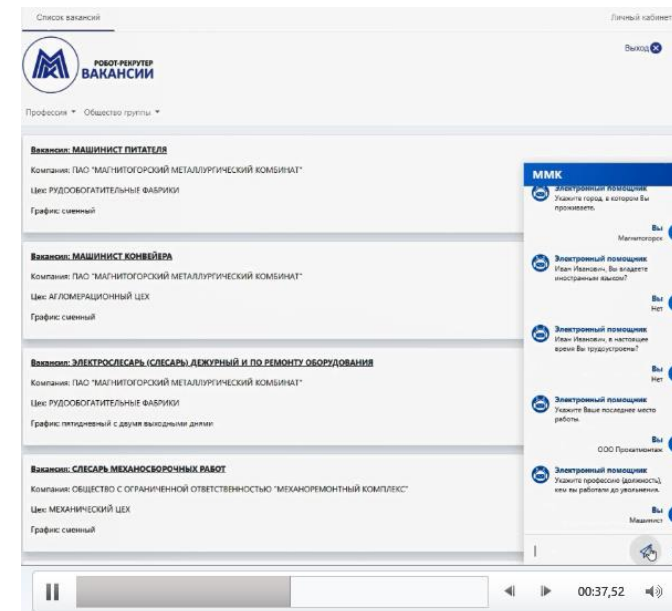 Список вакансий
Личный кабинет
Выход
РОБОТ-РЕКРУТЕР
ВАКАНСИИ
Профессия
Общество группы
Вакансия: МАШИНИСТ ПИТАТЕЛЯ
Компания: ПАО "МАГНИТОГОРСКИЙ МЕТАЛЛУРГИЧЕСКИЙ КОМБИНАТ"
Цех: РУДООБОГАТИТЕЛЬНЫЕ ФАБРИКИ
График: сменный
Вакансия: МАШИНИСТ КОНВЕЙЕРА
Компания: ПАО "МАГНИТОГОРСКИЙ МЕТАЛЛУРГИЧЕСКИЙ КОМБИНАТ"
Цех: АГЛОМЕРАЦИОННЫЙ ЦЕХ
График: сменный
Вакансия: ЭЛЕКТРОСЛЕСАРЬ (СЛЕСАРЬ) ДЕЖУРНЫЙ И ПО РЕМОНТУ ОБОРУДОВАНИЯ
Компания: ПАО "МАГНИТОГОРСКИЙ МЕТАЛЛУРГИЧЕСКИЙ КОМБИНАТ"
Цех: РУДООБОГАТИТЕЛЬНЫЕ ФАБРИКИ
График: пятидневный с двумя выходными днями
Вакансия: СЛЕСАРЬ МЕХАНОСБОРОЧНЫХ РАБОТ
Компания: ОБЩЕСТВО С ОГРАНИЧЕННОЙ ОТВЕТСТВЕННОСТЬЮ "МЕХАНОРЕМОНТНЫЙ КОМПЛЕКС"
Цех: МЕХАНИЧЕСКИЙ ЦЕХ
График: сменный
ММК
Электронный помощник
Укажите город, в котором Вы
проживаете.
Вы
Магнитогорск
Электронный помощник
Иван Иванович, Вы владеете
иностранным языком?
Вы
Нет
Электронный помощник
Иван Иванович, в настоящее
время Вы трудоустроены?
Вы
Нет
Электронный помощник
Укажите Ваше последнее место
работы.
Вы
ООО Прокатмонтаж
Электронный помощник
Укажите профессию (должность),
кем вы работали до увольнения.
Вы
Машинист
00:37,52